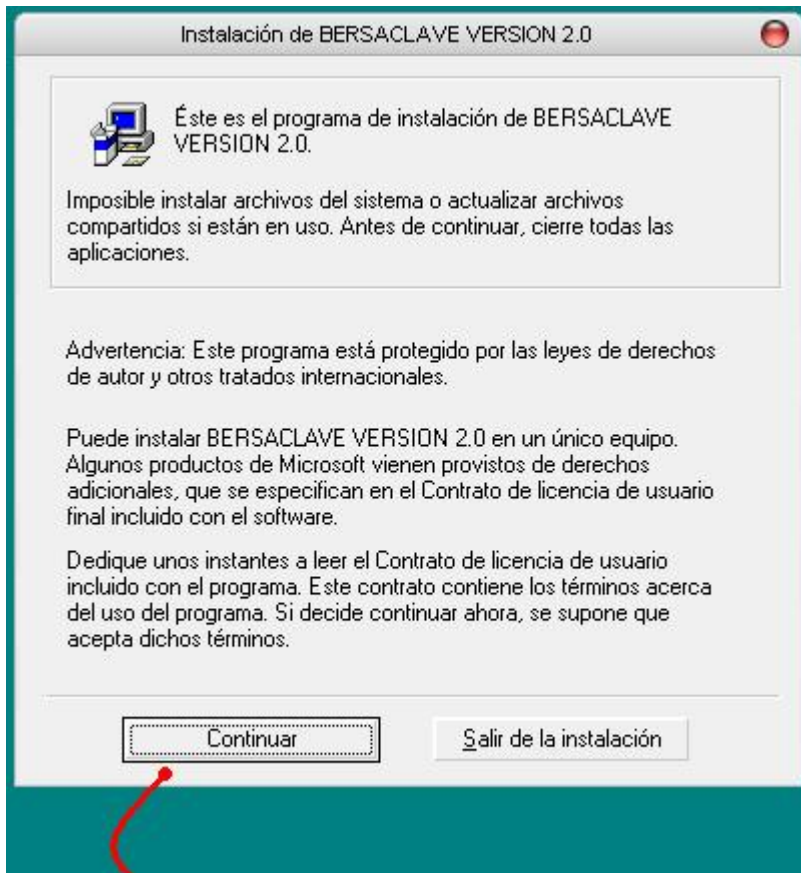 Instalación de BERSACLAVE VERSION 2.0
Éste es el programa de instalación de BERSACLAVE
VERSION 2.0.
Imposible instalar archivos del sistema o actualizar archivos
compartidos si están en uso. Antes de continuar, cierre todas las
aplicaciones.
Advertencia: Este programa está protegido por las leyes de derechos
de autor y otros tratados internacionales.
Puede instalar BERSACLAVE VERSION 2.0 en un único equipo.
Algunos productos de Microsoft vienen provistos de derechos
adicionales, que se especifican en el Contrato de licencia de usuario
final incluido con el software.
Dedique unos instantes a leer el Contrato de licencia de usuario
incluido con el programa. Este contrato contiene los términos acerca
del uso del programa. Si decide continuar ahora, se supone que
acepta dichos términos.
Continuar
Salir de la instalación